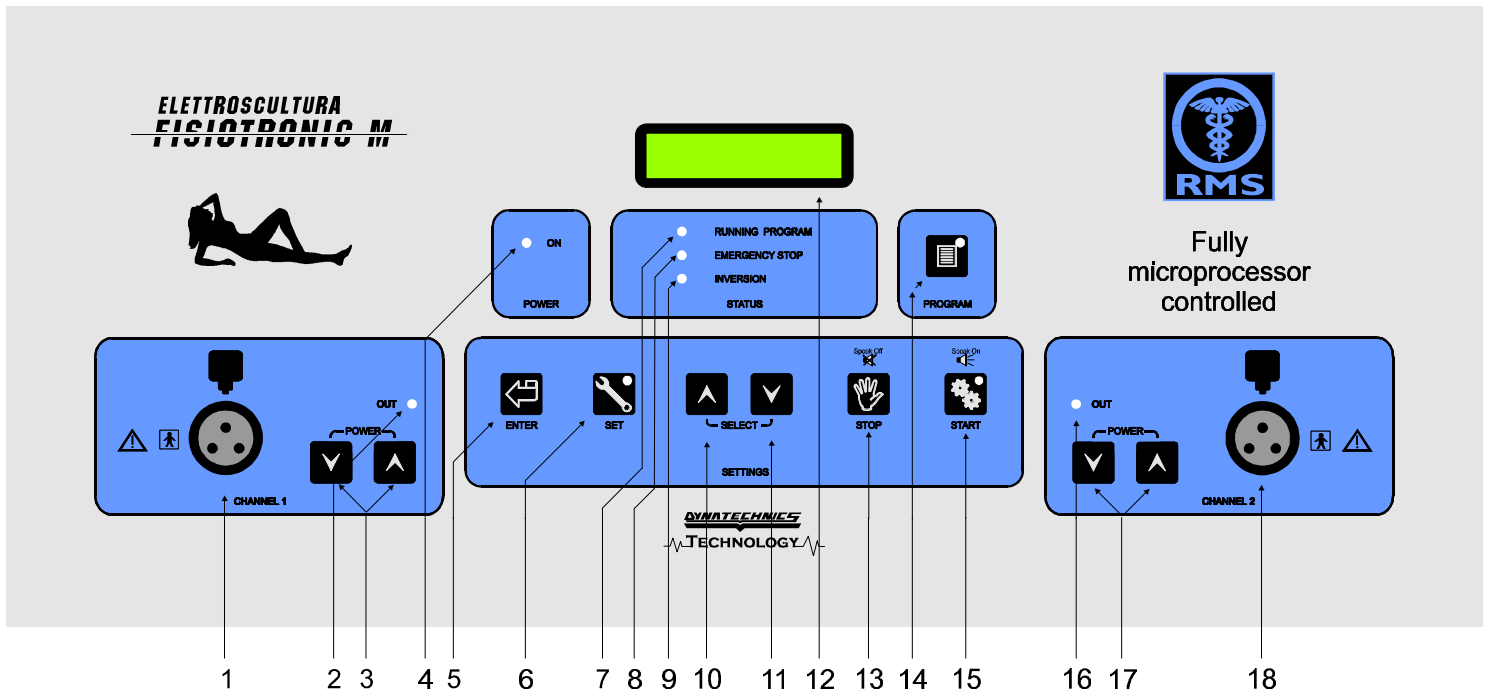 ELETTROSCULTURA
FISIOTRONIC M
RMS
Fully
microprocessor
controlled
ON
POWER
RUNNING PROGRAM
EMERGENCY STOP
INVERSION
STATUS
PROGRAM
OUT
POWER
CHANNEL 1
Speak Off
Speak On
ENTER
SET
SELECT
STOP
START
SETTINGS
OUT
POWER
CHANNEL 2
DYNATECHNICS
TECHNOLOGY
1 2 3 4 5 6 7 8 9 10 11 12 13 14 15 16 17 18